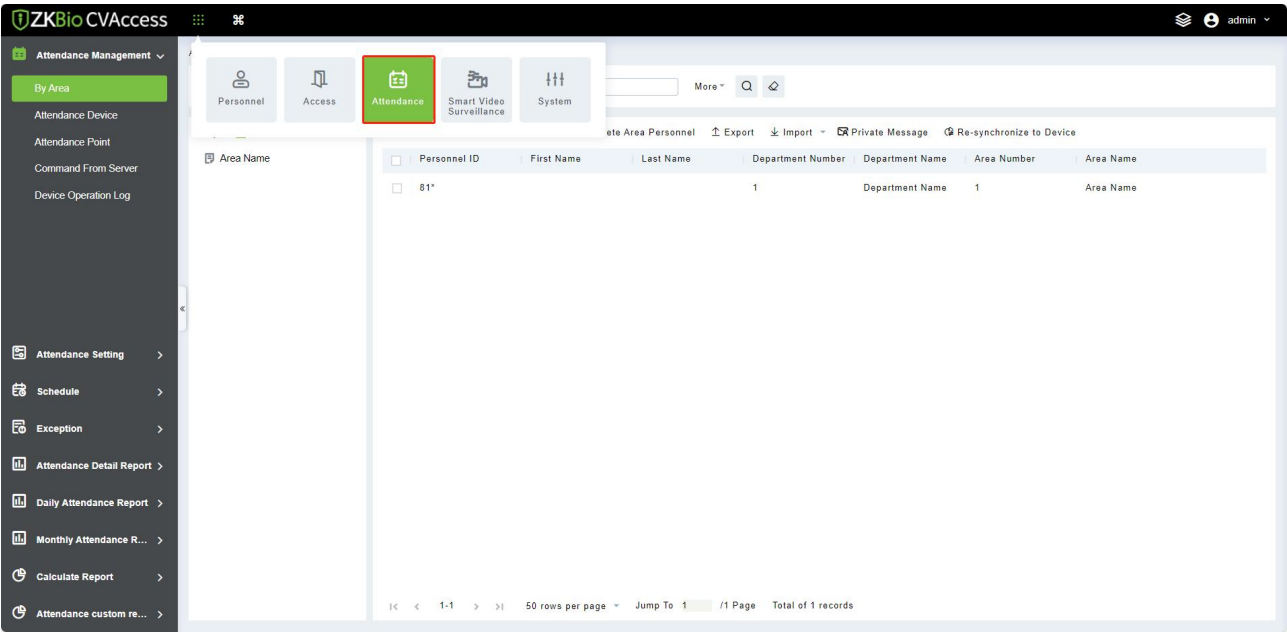 ZKBio CVAccess
admin
Attendance Management
By Area
Attendance Device
Attendance Point
Command From Server
Device Operation Log
Attendance Setting
Schedule
Exception
Attendance Detail Report
Daily Attendance Report
Monthly Attendance R...
Calculate Report
Attendance custom re...
Personnel
Access
Attendance
Smart Video
Surveillance
System
More
Area Personnel Export Import Private Message Re-synchronize to Device
Area Name
Personnel ID First Name Last Name Department Number Department Name Area Number Area Name
81* 1 Department Name 1 Area Name
1-1 50 rows per page Jump To 1 /1 Page Total of 1 records